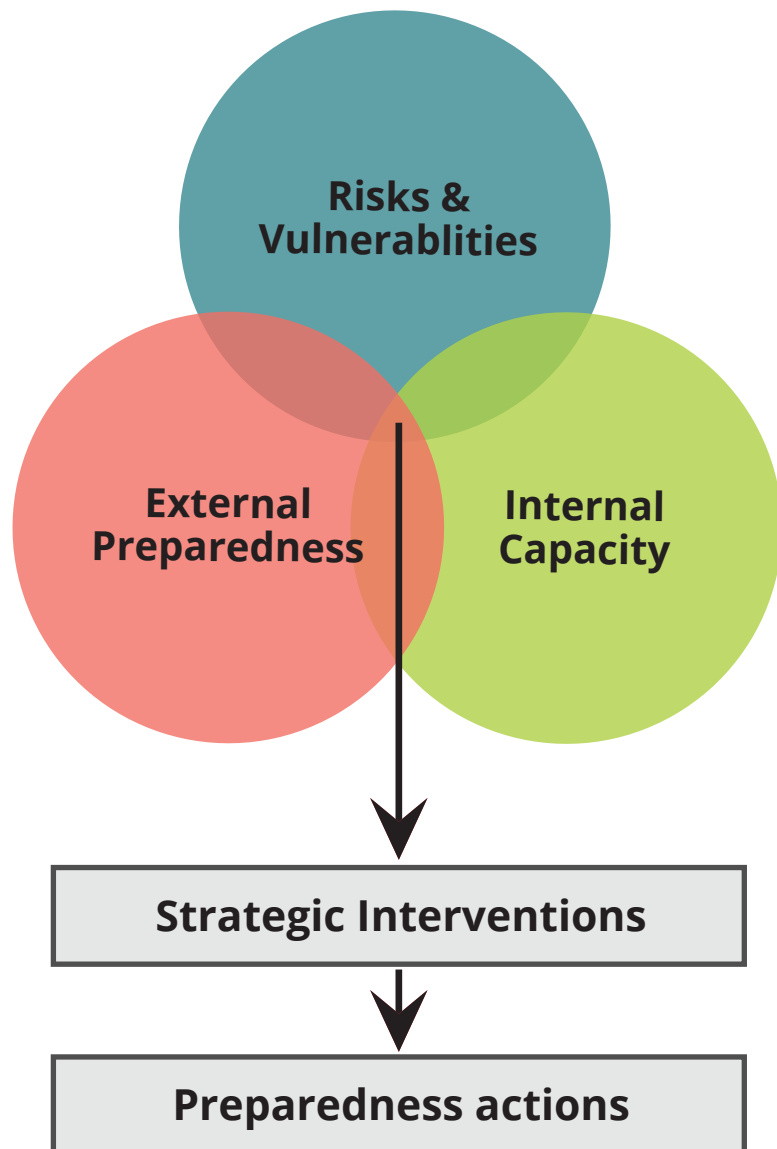 Risks &
Vulnerablities
External
Preparedness
Internal
Capacity
Strategic Interventions
Preparedness actions